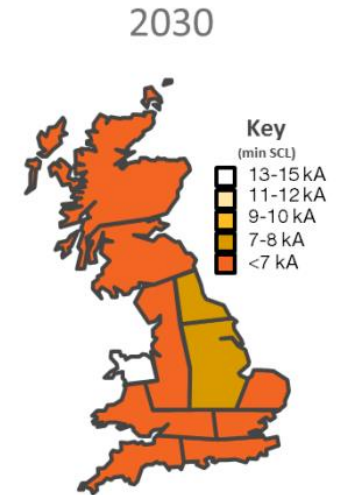 2030
Key
(min SCL)
13-15 kA
11-12 kA
9-10 kA
7-8 kA
<7 kA